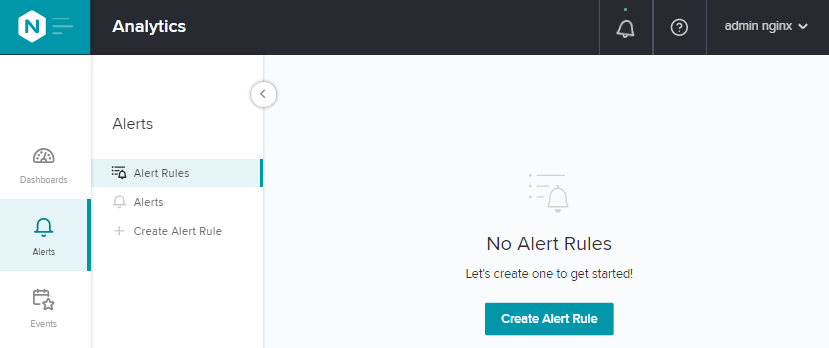 N
Analytics
admin nginx
Dashboards
Alerts
Events
Alerts
Alert Rules
Alerts
Create Alert Rule
No Alert Rules
Let's create one to get started!
Create Alert Rule